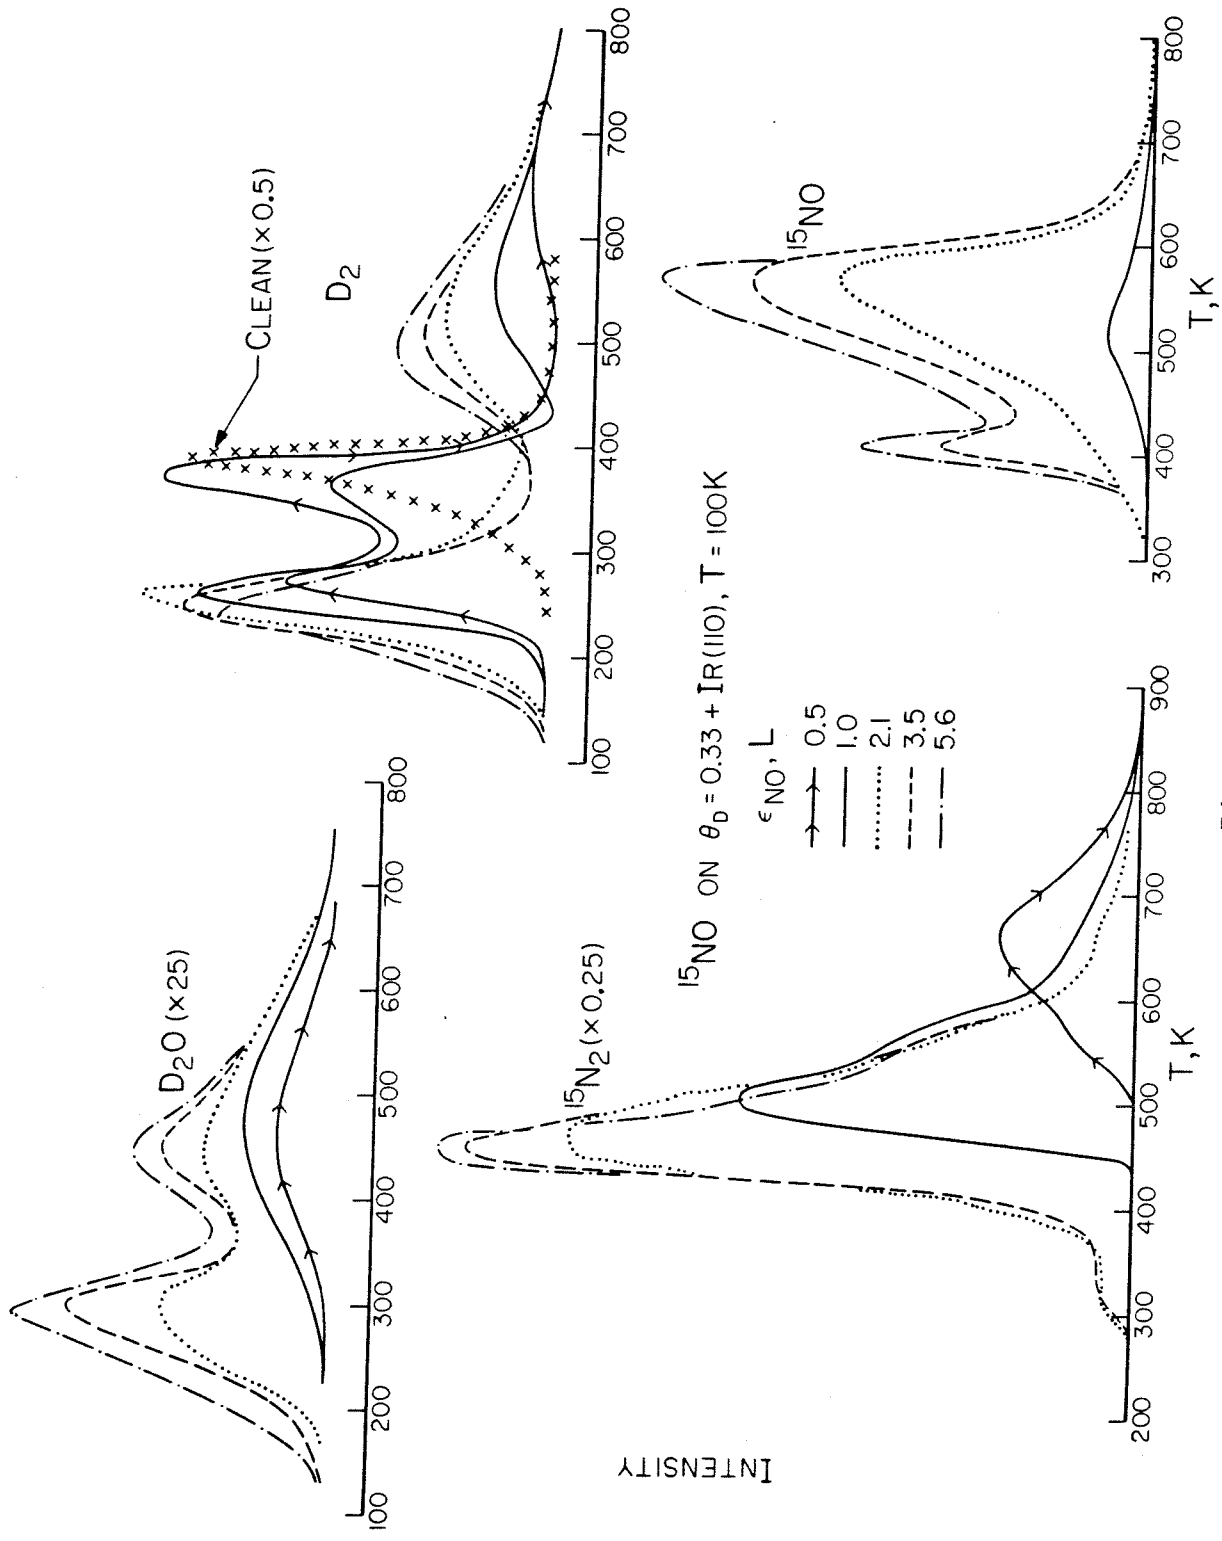 INTENSITY
D2O (×25)
100 200 300 400 500 600 700 800
CLEAN (×0.5)
D2
100 200 300 400 500 600 700 800
15N2 (×0.25)
200 300 400 500 600 700 800 900
T, K
15NO ON θD = 0.33 + IR(110), T = 100K
ϵNO, L
0.5
1.0
2.1
3.5
5.6
15NO
300 400 500 600 700 800
T, K